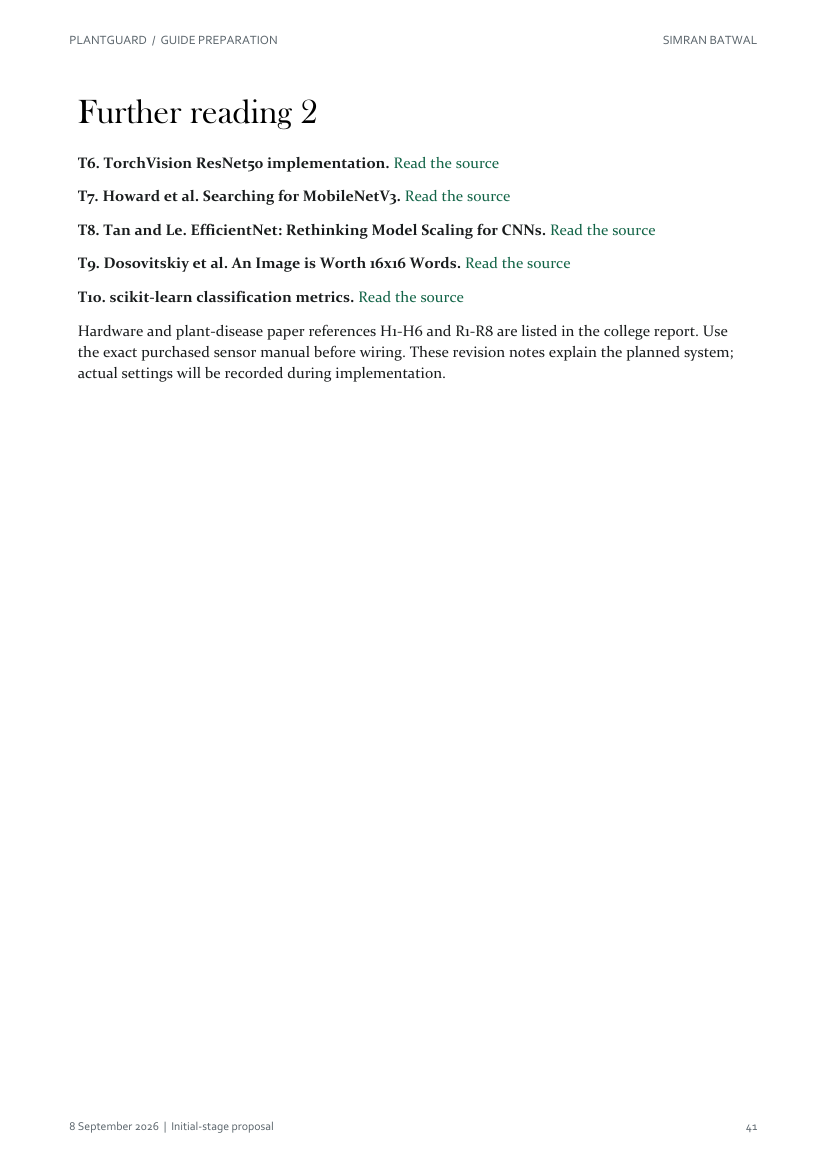 PLANTGUARD / GUIDE PREPARATION
SIMRAN BATWAL
Further reading 2
T6. TorchVision ResNet50 implementation. Read the source
T7. Howard et al. Searching for MobileNetV3. Read the source
T8. Tan and Le. EfficientNet: Rethinking Model Scaling for CNNs. Read the source
T9. Dosovitskiy et al. An Image is Worth 16x16 Words. Read the source
T10. scikit-learn classification metrics. Read the source
Hardware and plant-disease paper references H1-H6 and R1-R8 are listed in the college report. Use
the exact purchased sensor manual before wiring. These revision notes explain the planned system;
actual settings will be recorded during implementation.
8 September 2026 | Initial-stage proposal
41